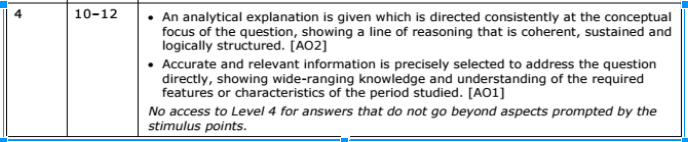 4
10–12
• An analytical explanation is given which is directed consistently at the conceptual
focus of the question, showing a line of reasoning that is coherent, sustained and
logically structured. [AO2]
• Accurate and relevant information is precisely selected to address the question
directly, showing wide-ranging knowledge and understanding of the required
features or characteristics of the period studied. [AO1]
No access to Level 4 for answers that do not go beyond aspects prompted by the
stimulus points.